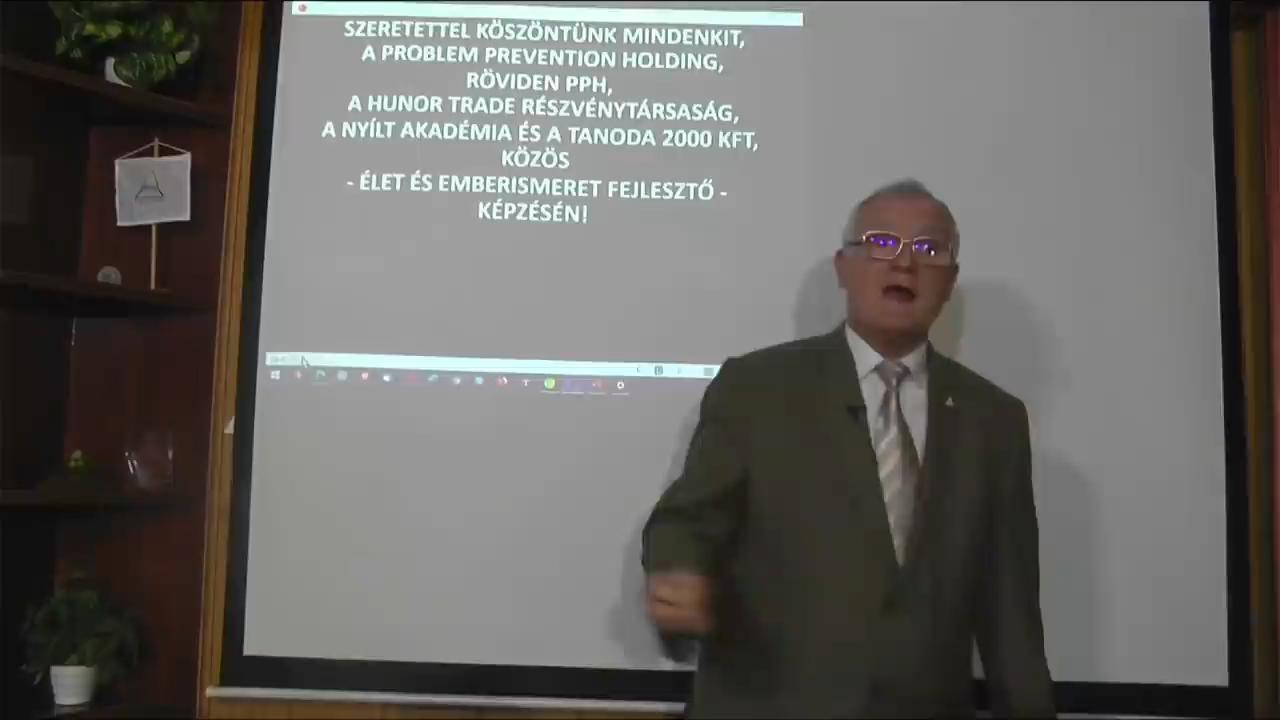 SZERETETTEL KÖSZÖNTÜNK MINDENKIT,
A PROBLEM PREVENTION HOLDING,
RÖVIDEN PPH,
A HUNOR TRADE RÉSZVÉNYTÁRSASÁG,
A NYÍLT AKADÉMIA ÉS A TANODA 2000 KFT,
KÖZÖS
- ÉLET ÉS EMBERISMERET FEJLESZTŐ -
KÉPZÉSÉN!